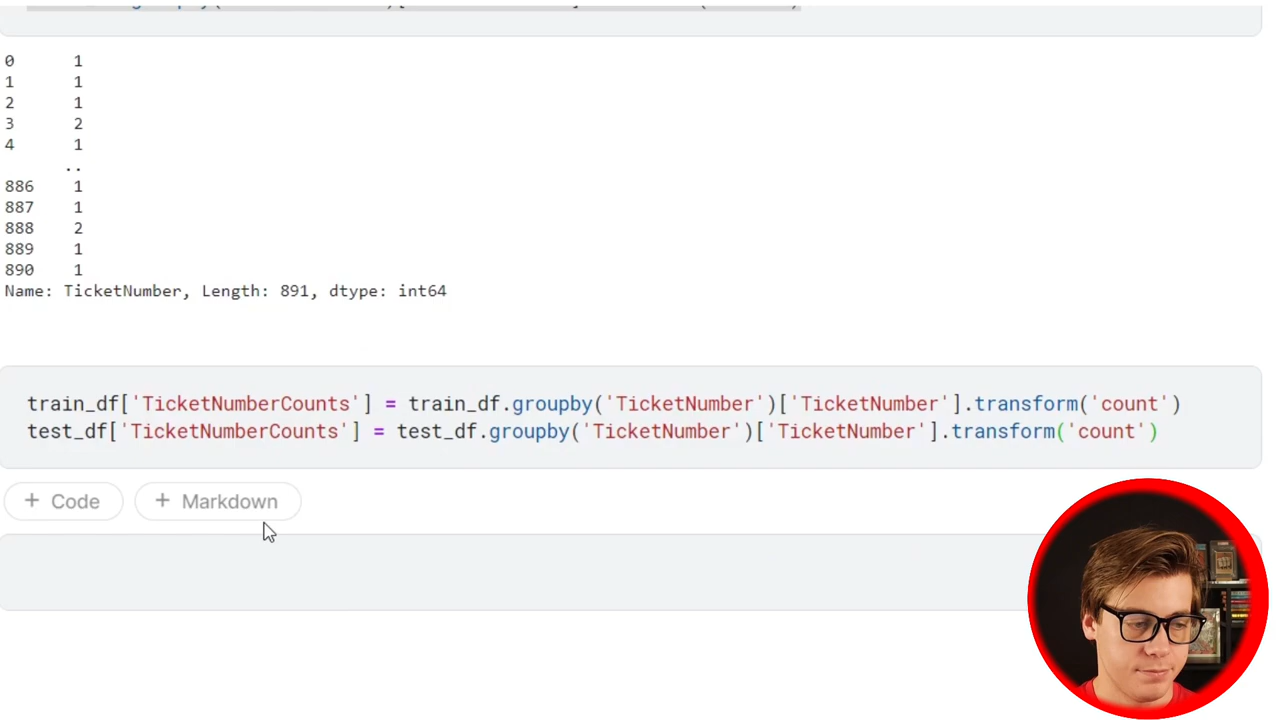 0 1
1 1
2 1
3 2
4 1
..
886 1
887 1
888 2
889 1
890 1
Name: TicketNumber, Length: 891, dtype: int64
train_df['TicketNumberCounts'] = train_df.groupby('TicketNumber')['TicketNumber'].transform('count')
test_df['TicketNumberCounts'] = test_df.groupby('TicketNumber')['TicketNumber'].transform('count')
+ Code + Markdown